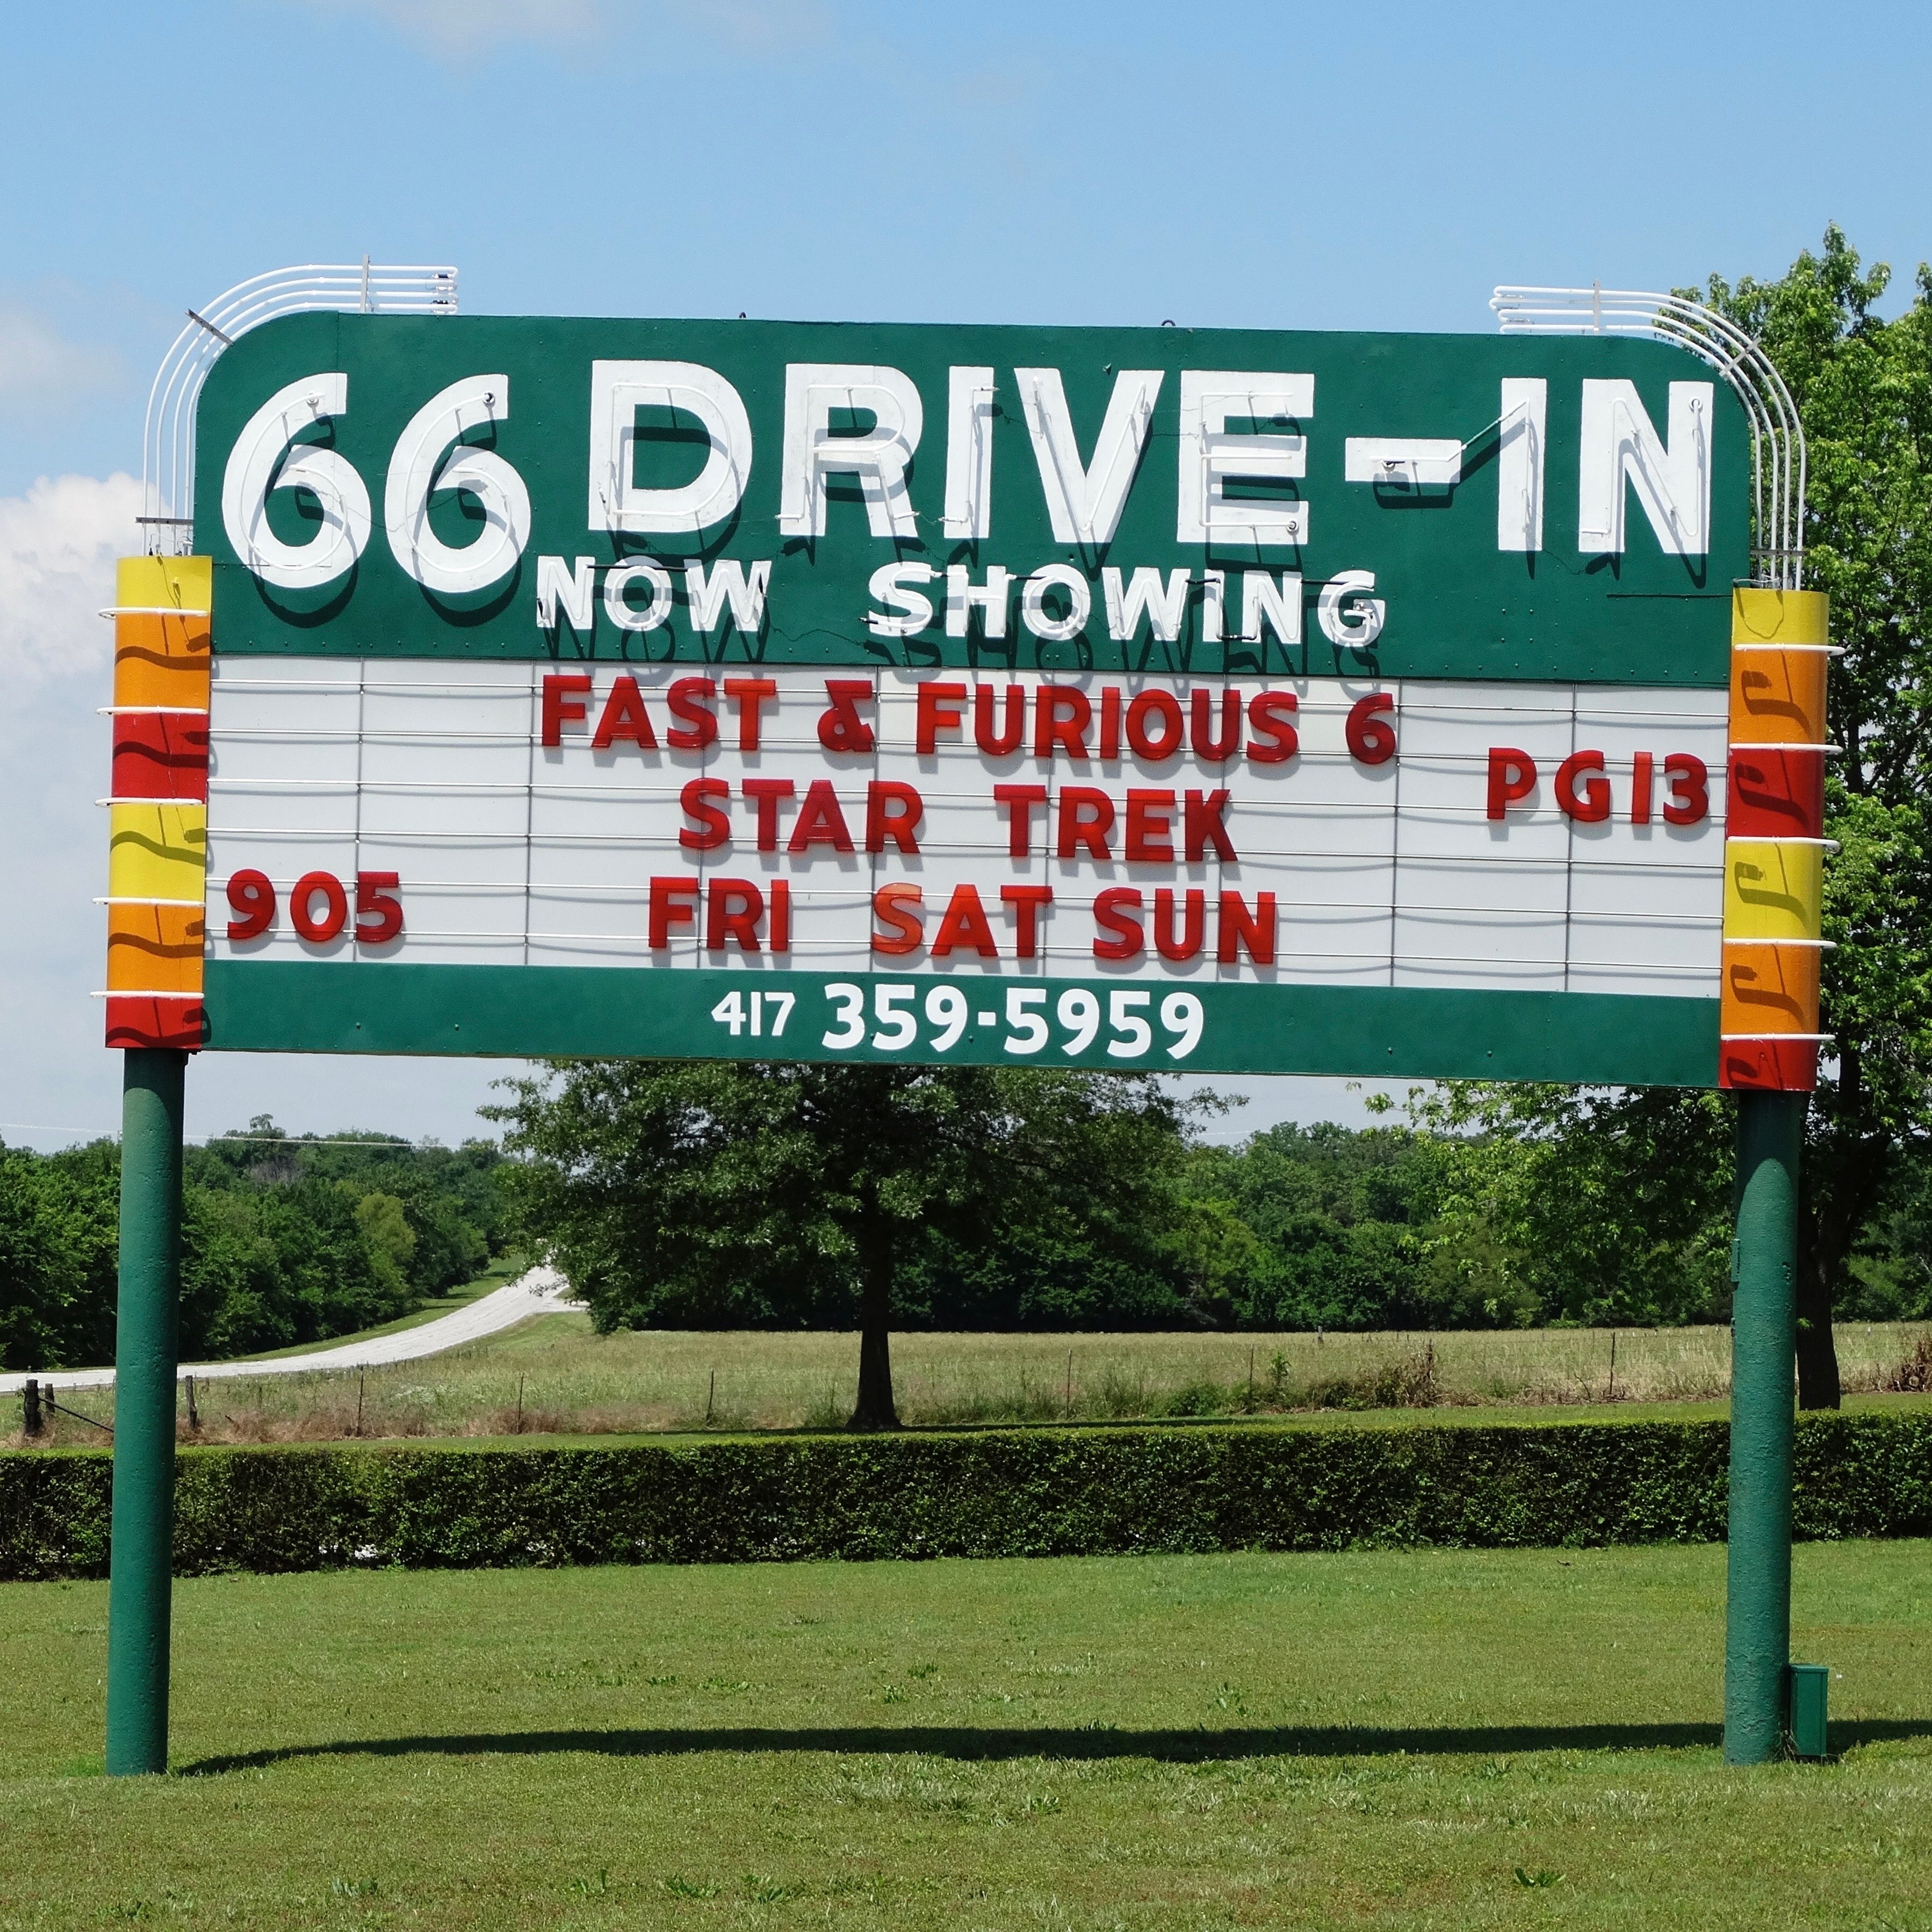 66 DRIVE-IN
NOW SHOWING
FAST & FURIOUS 6
PG13
STAR TREK
905 FRI SAT SUN
417 359-5959